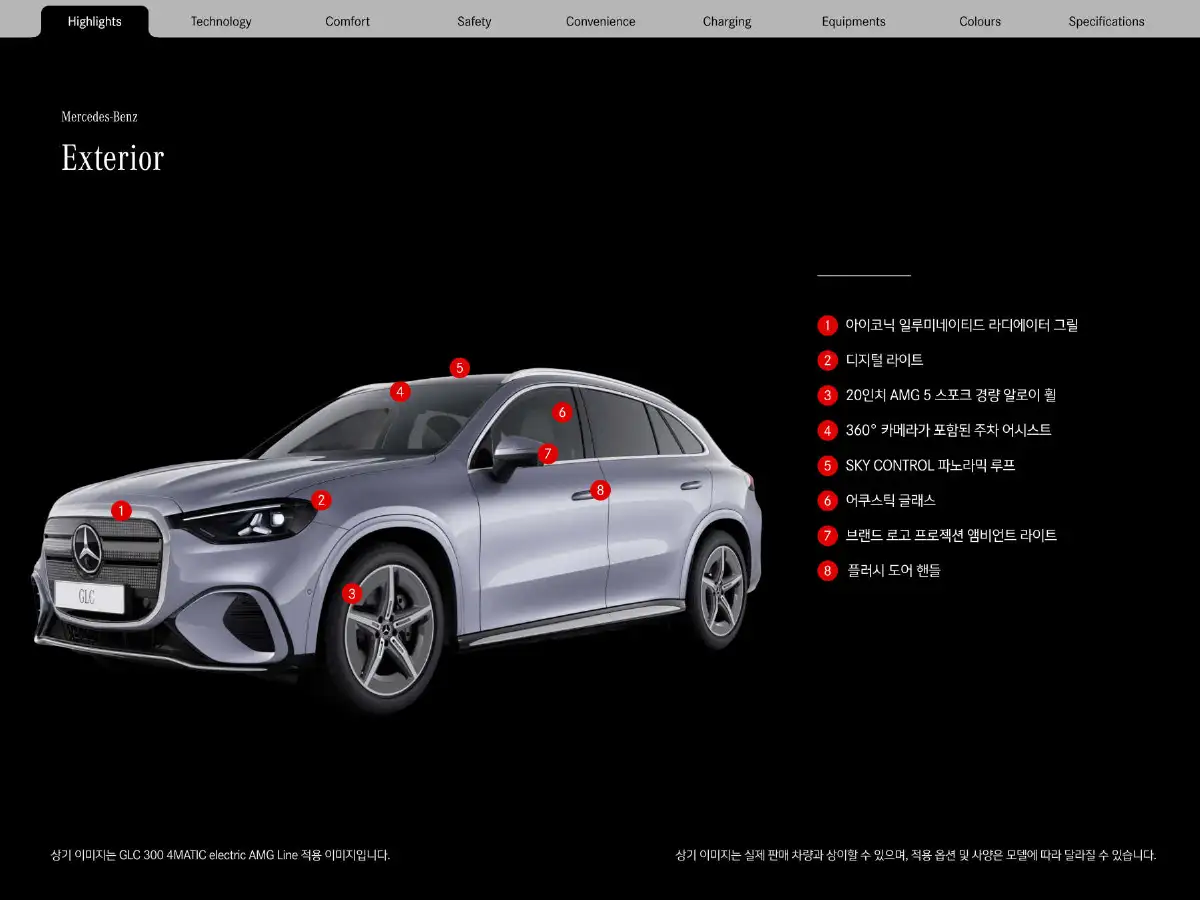 Highlights
Technology
Comfort
Safety
Convenience
Charging
Equipments
Colours
Specifications
Mercedes-Benz
Exterior
1 아이코닉 일루미네이티드 라디에이터 그릴
2 디지털 라이트
3 20인치 AMG 5 스포크 경량 알로이 휠
4 360° 카메라가 포함된 주차 어시스트
5 SKY CONTROL 파노라믹 루프
6 어쿠스틱 글래스
7 브랜드 로고 프로젝션 앰비언트 라이트
8 플러시 도어 핸들
5
4
6
7
8
2
1
3
GLC
상기 이미지는 GLC 300 4MATIC electric AMG Line 적용 이미지입니다.
상기 이미지는 실제 판매 차량과 상이할 수 있으며, 적용 옵션 및 사양은 모델에 따라 달라질 수 있습니다.